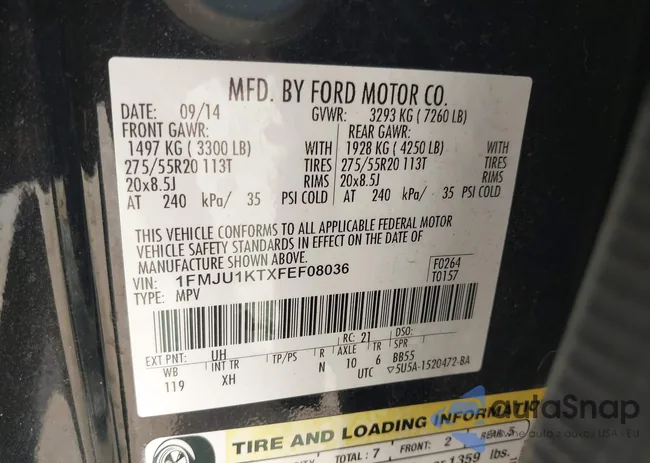 MFD. BY FORD MOTOR CO.
DATE: 09/14 GVWR: 3293 KG ( 7260 LB)
FRONT GAWR: REAR GAWR:
1497 KG ( 3300 LB) WITH 1928 KG ( 4250 LB) WITH
275/55R20 113T TIRES 275/55R20 113T TIRES
20x8.5J RIMS 20x8.5J RIMS
AT 240 kPa/ 35 PSI COLD AT 240 kPa/ 35 PSI COLD
THIS VEHICLE CONFORMS TO ALL APPLICABLE FEDERAL MOTOR
VEHICLE SAFETY STANDARDS IN EFFECT ON THE DATE OF
MANUFACTURE SHOWN ABOVE.
VIN: 1FMJU1KTXFEF08036 F0264
TYPE: MPV T0157
EXT PNT: UH RC: 21 DSO:
WB INT TR TP/PS R AXLE TR SPR
119 XH N 10 6 BB55
UTC 5U5A-1520472-BA
autoSnap
TIRE AND LOADING INFORMAT
TOTAL : 7 FRONT: 2 REAR 5
1359 lbs.